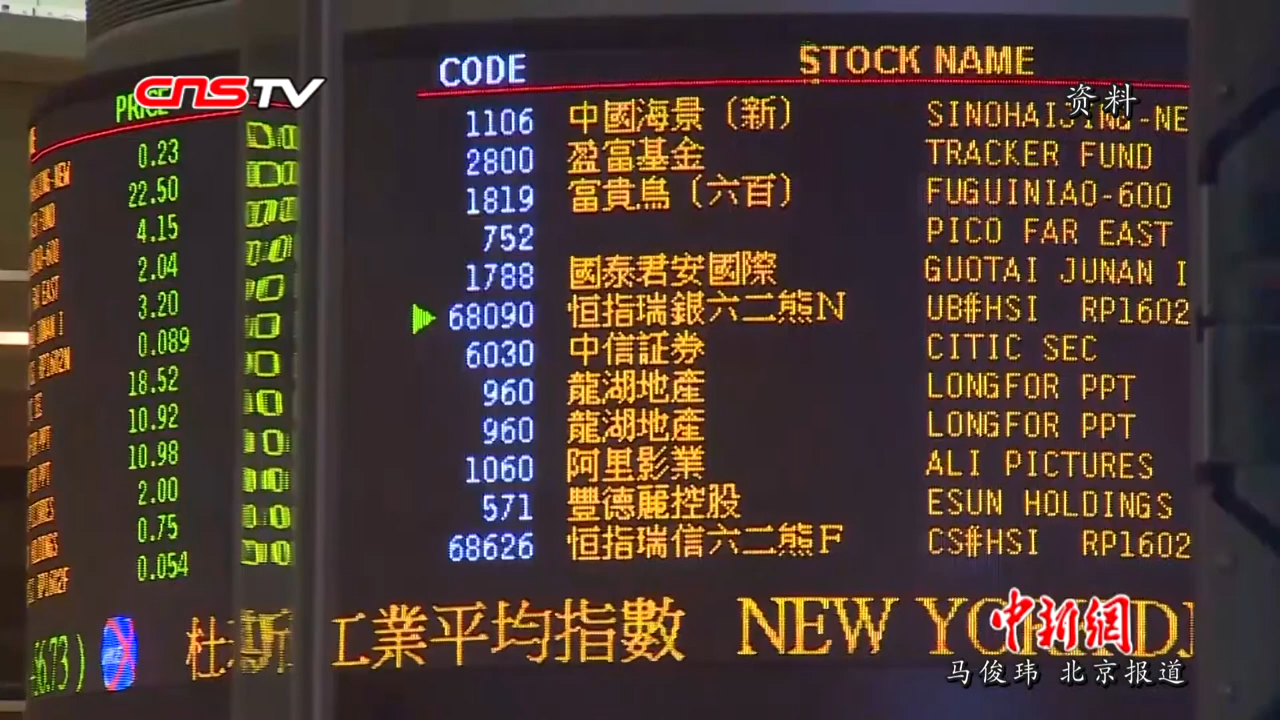 CNSTV
资料
PRICE
0.23
22.50
4.15
2.04
3.20
0.089
18.52
10.92
10.98
2.00
0.75
0.054
CODE STOCK NAME
1106 中國海景（新） SINOHAIJING-NE
2800 盈富基金 TRACKER FUND
1819 富貴鳥（六百） FUGUINIAO-600
752 PICO FAR EAST
1788 國泰君安國際 GUOTAI JUNAN I
68090 恒指瑞銀六二熊N UB#HSI RP1602
6030 中信証券 CITIC SEC
960 龍湖地產 LONGFOR PPT
960 龍湖地產 LONGFOR PPT
1060 阿里影業 ALI PICTURES
571 豐德麗控股 ESUN HOLDINGS
68626 恒指瑞信六二熊F CS#HSI RP1602
工業平均指數 NEW YORK DJ
中新網
马俊玮 北京报道